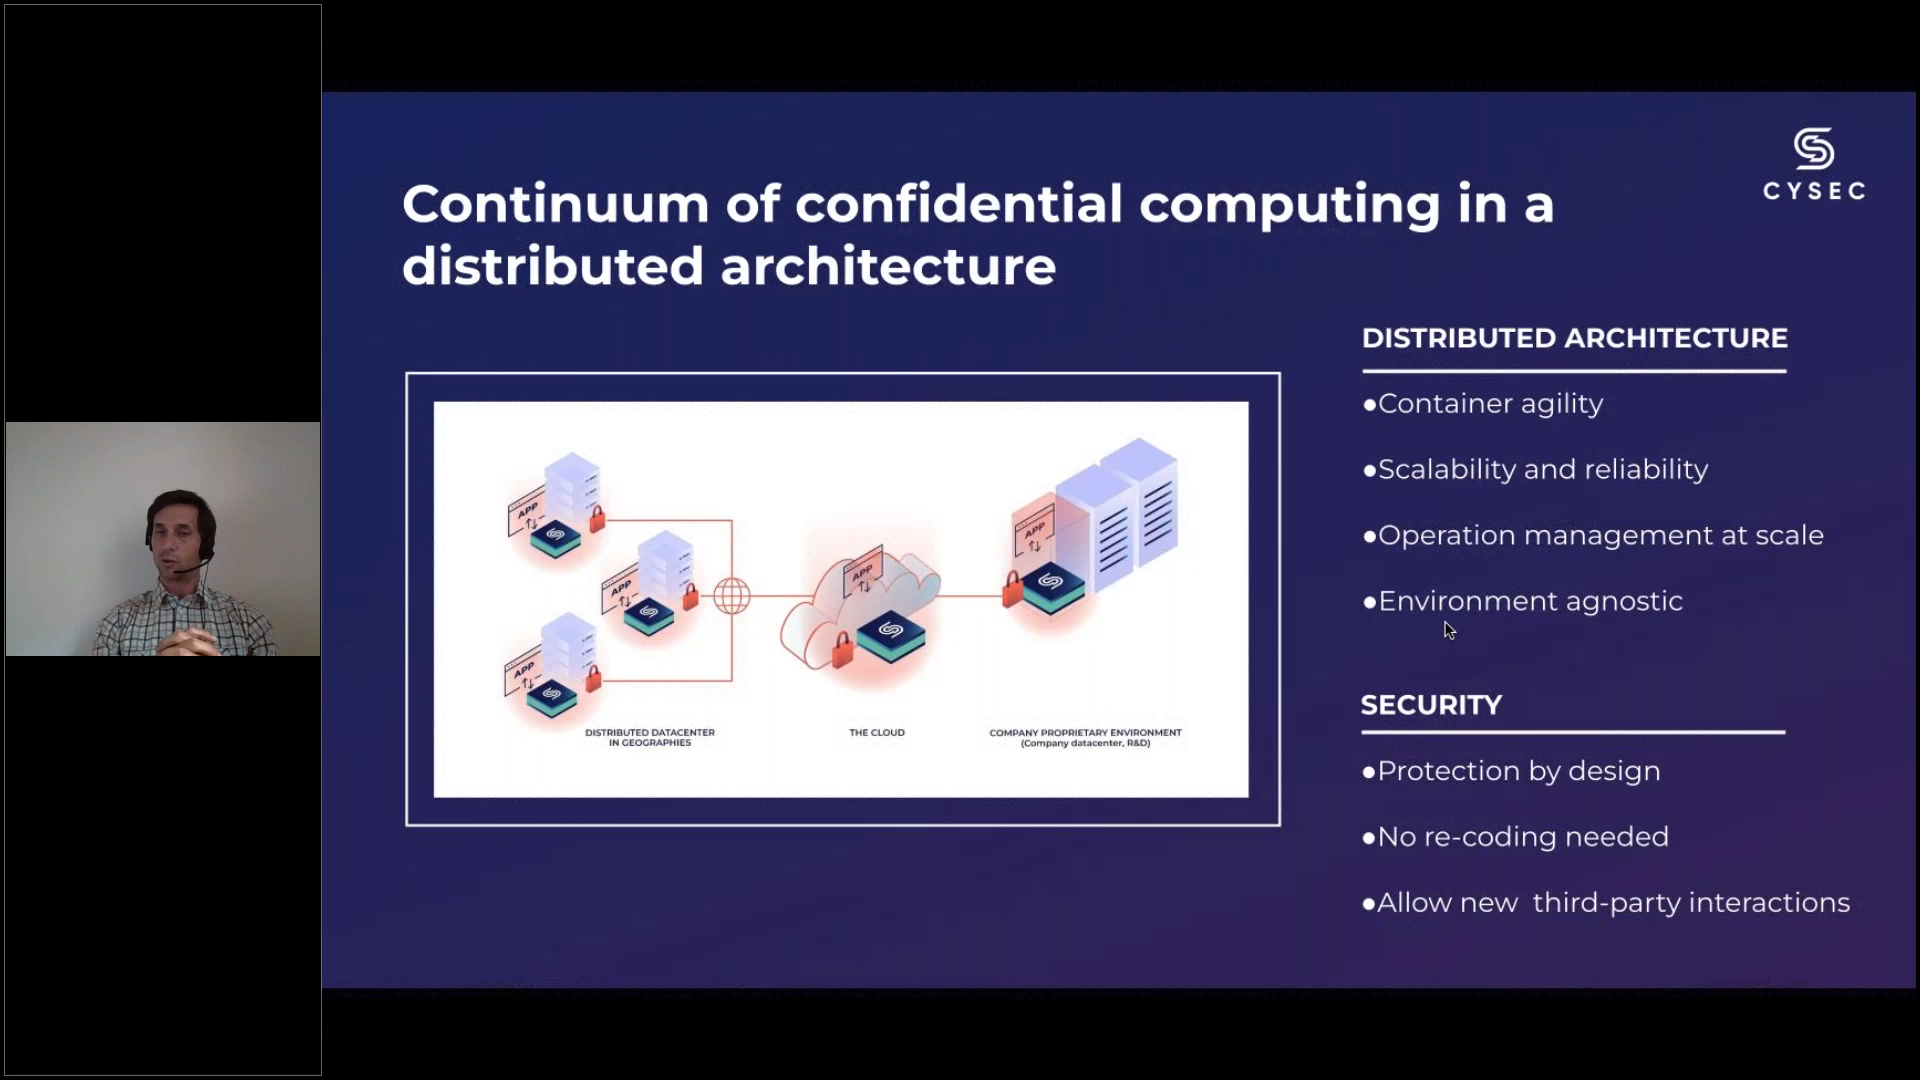 CYSEC
Continuum of confidential computing in a
distributed architecture
DISTRIBUTED ARCHITECTURE
●Container agility
●Scalability and reliability
●Operation management at scale
●Environment agnostic
SECURITY
●Protection by design
●No re-coding needed
●Allow new  third-party interactions
APP
APP
APP
APP
APP
DISTRIBUTED DATACENTER
IN GEOGRAPHIES
THE CLOUD
COMPANY PROPRIETARY ENVIRONMENT
(Company datacenter, R&D)